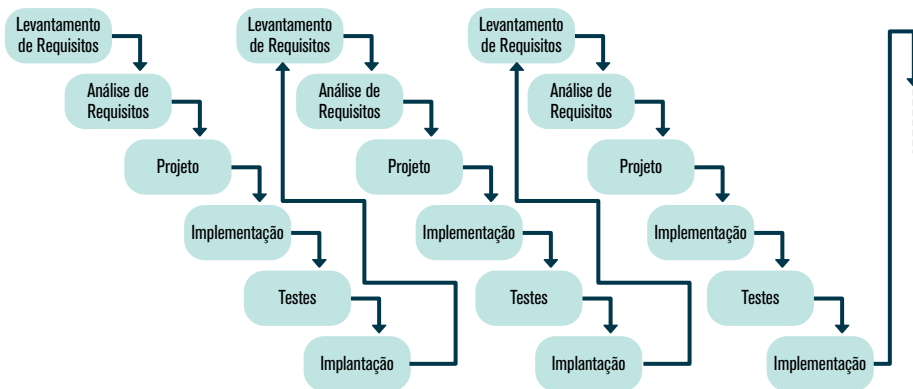 Levantamento
de Requisitos
Análise de
Requisitos
Projeto
Implementação
Testes
Implantação
Levantamento
de Requisitos
Análise de
Requisitos
Projeto
Implementação
Testes
Implantação
Levantamento
de Requisitos
Análise de
Requisitos
Projeto
Implementação
Testes
Implementação